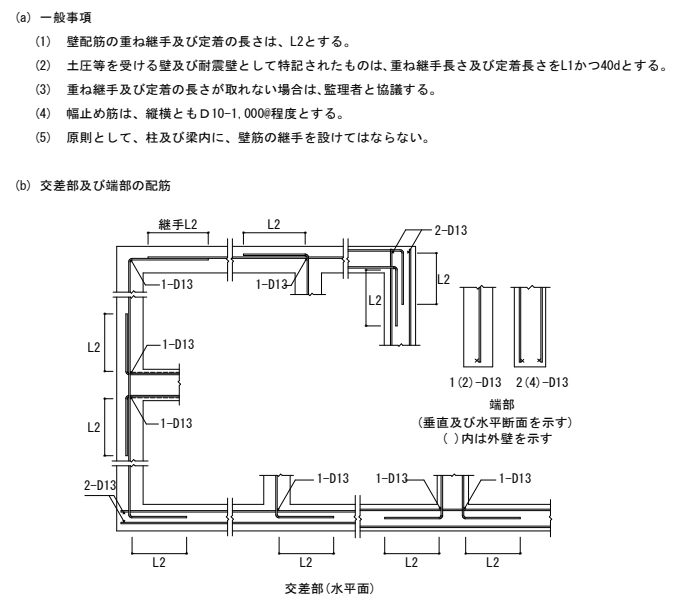 (a) 一般事項
(1) 壁配筋の重ね継手及び定着の長さは、L2とする。
(2) 土圧等を受ける壁及び耐震壁として特記されたものは、重ね継手長さ及び定着長さをL1かつ40dとする。
(3) 重ね継手及び定着の長さが取れない場合は、監理者と協議する。
(4) 幅止め筋は、縦横ともD10-1,000@程度とする。
(5) 原則として、柱及び梁内に、壁筋の継手を設けてはならない。
(b) 交差部及び端部の配筋
継手L2
L2
2-D13
1-D13
1-D13
L2
L2
L2
1-D13
1(2)-D13
2(4)-D13
端部
(垂直及び水平断面を示す)
( )内は外壁を示す
L2
1-D13
2-D13
1-D13
1-D13
1-D13
L2
L2
L2
L2
交差部(水平面)